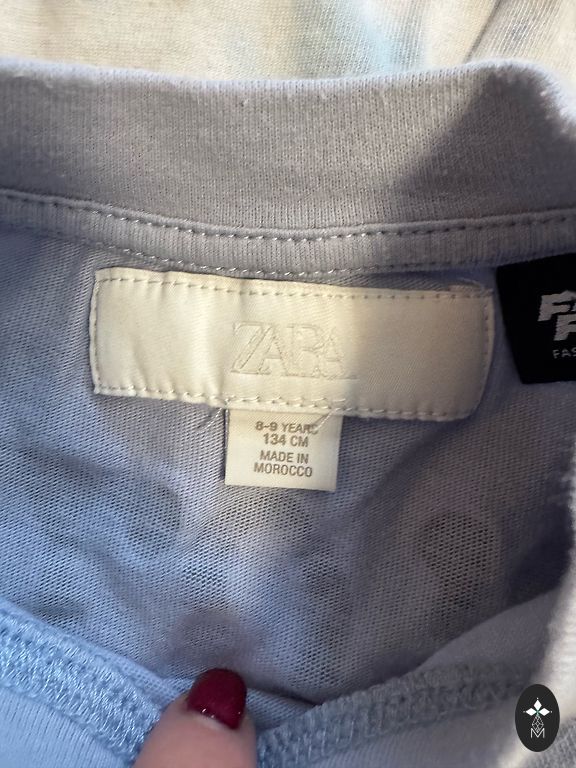 ZARA
8-9 YEARS
134 CM
MADE IN
MOROCCO